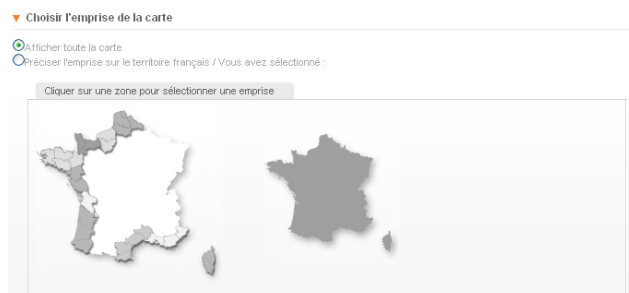 Choisir l'emprise de la carte
Afficher toute la carte
Préciser l'emprise sur le territoire français / Vous avez sélectionné :
Cliquer sur une zone pour sélectionner une emprise